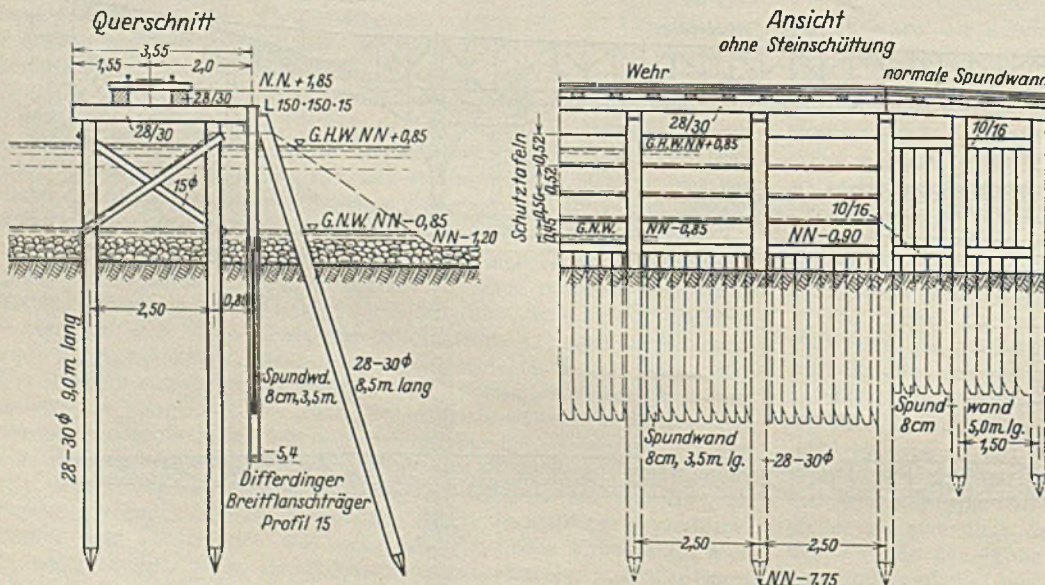 Querschnitt
3,55
1,55
2,0
N.N.+1,85
28/30
L 150·150·15
28/30
G.H.W. NN+0,85
15ϕ
G.N.W. NN-0,85
NN-1,20
2,50
0,85
28-30ϕ 9,0m lang
28-30ϕ
8,5m lang
Spundwd.
8cm, 3,5m.
-5,4
Differdinger
Breitflanschträger
Profil 15
Ansicht
ohne Steinschüttung
Wehr
normale Spundwand
28/30
10/16
G.H.W. NN+0,85
Schutztafeln
0,45
0,56
0,52
0,52
10/16
G.N.W.
NN-0,85
NN-0.90
Spundwand
8cm, 3,5m lg.
28-30ϕ
Spund
wand
8cm
5,0m lg.
1,50
2,50
2,50
NN-7.75